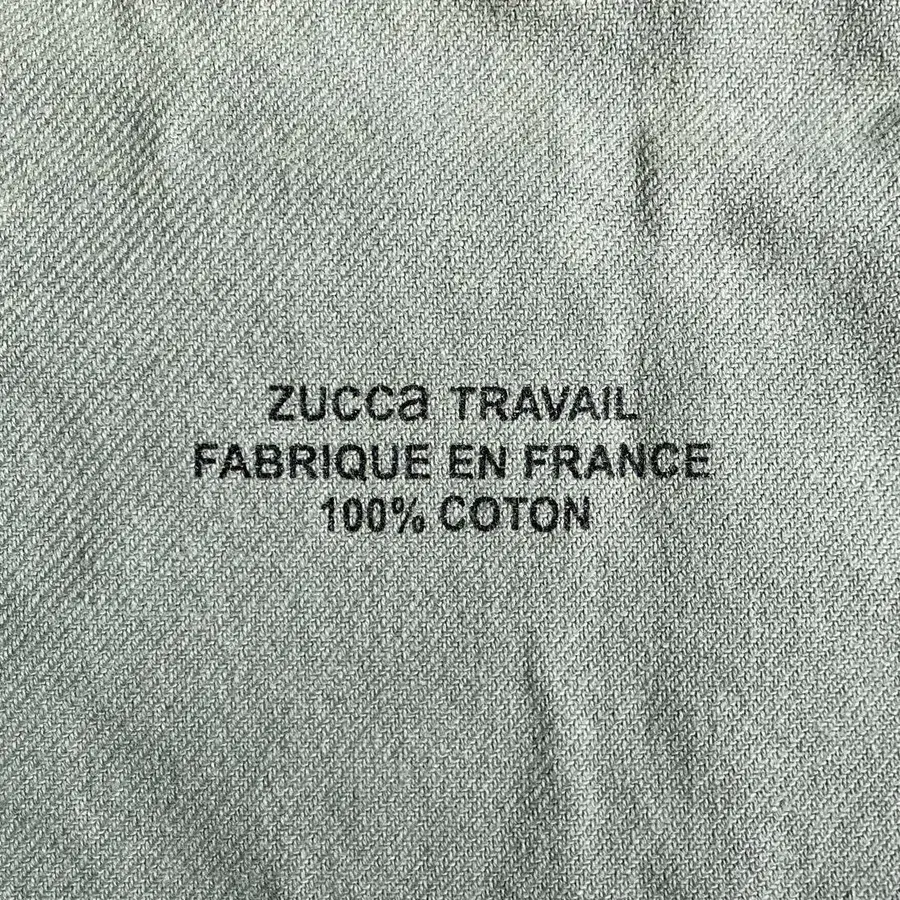 zucca TRAVAIL
FABRIQUE EN FRANCE
100% COTON